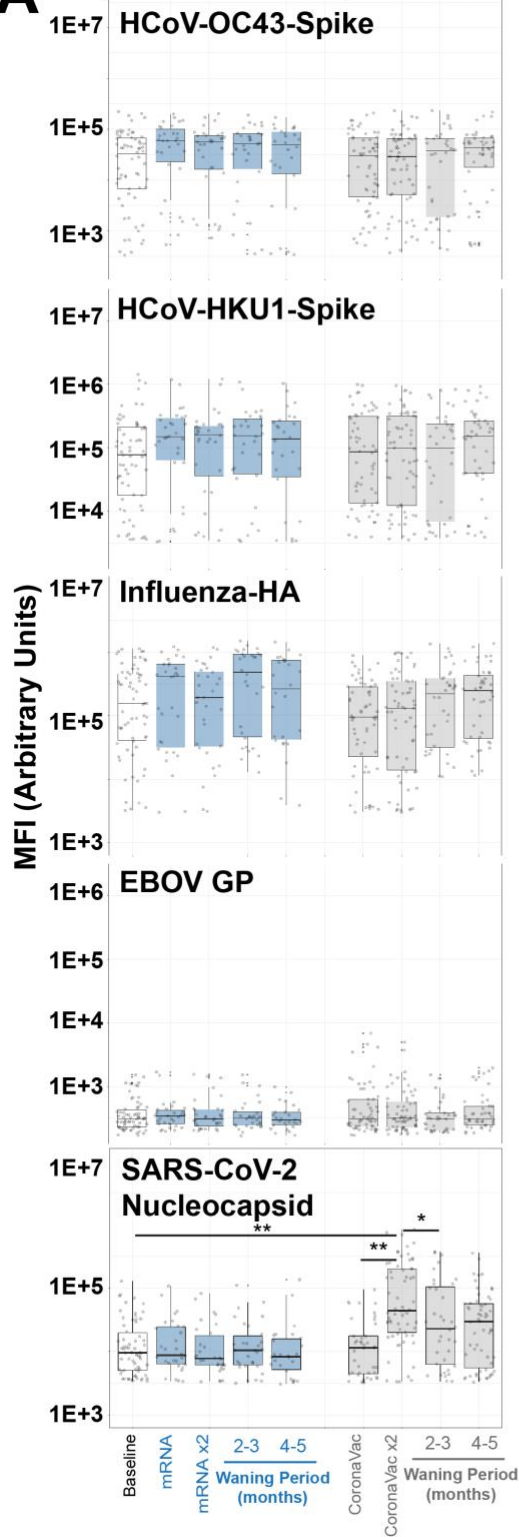 A
MFI (Arbitrary Units)
HCoV-OC43-Spike
1E+7
1E+5
1E+3
HCoV-HKU1-Spike
1E+7
1E+6
1E+5
1E+4
Influenza-HA
1E+7
1E+5
1E+3
EBOV GP
1E+6
1E+5
1E+4
1E+3
SARS-CoV-2
Nucleocapsid
1E+7
**
*
**
1E+5
1E+3
Baseline
mRNA
mRNA x2
2-3 4-5
Waning Period
(months)
CoronaVac
CoronaVac x2
2-3 4-5
Waning Period
(months)